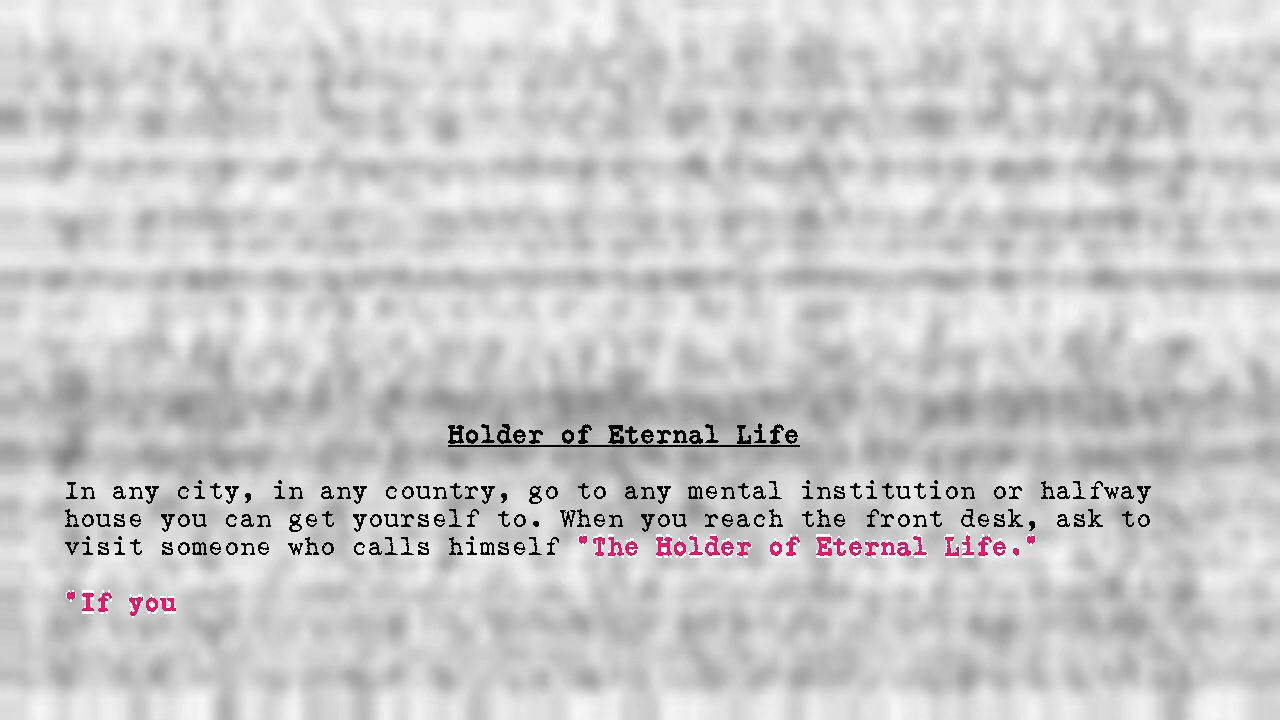 Holder of Eternal Life
In any city, in any country, go to any mental institution or halfway
house you can get yourself to. When you reach the front desk, ask to
visit someone who calls himself "The Holder of Eternal Life."
"If you